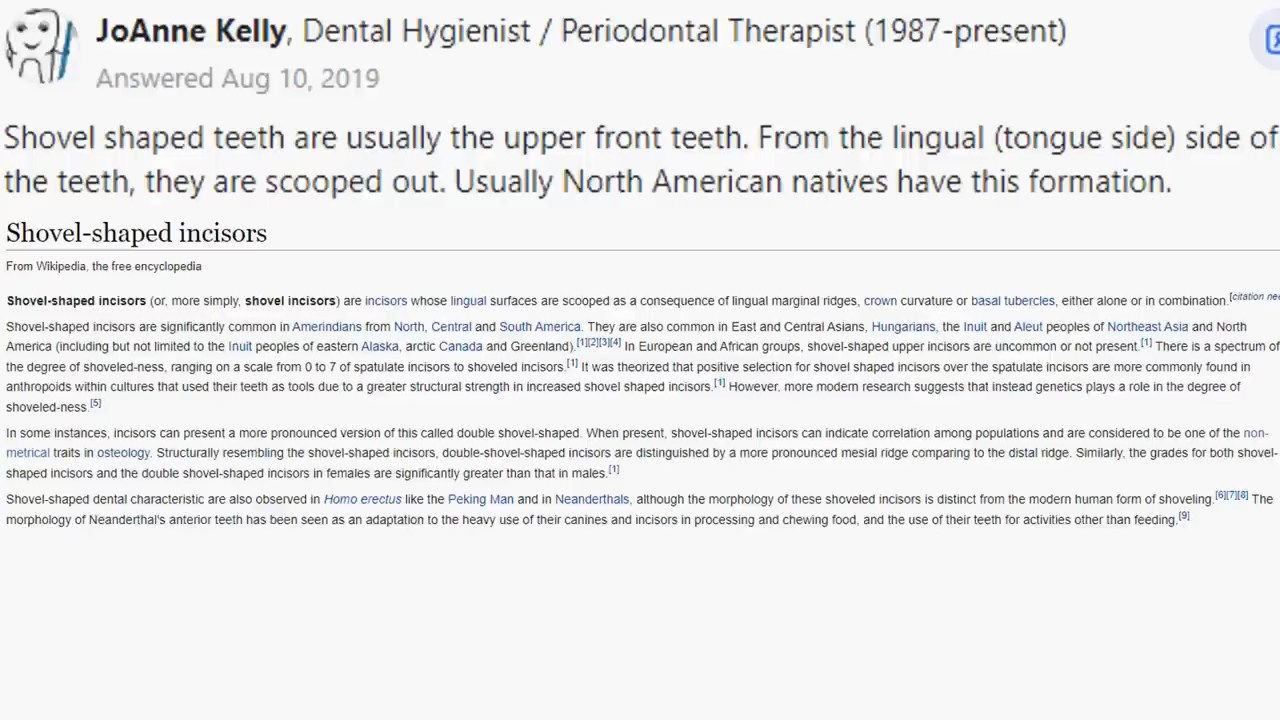 JoAnne Kelly, Dental Hygienist / Periodontal Therapist (1987-present)
Answered Aug 10, 2019
Shovel shaped teeth are usually the upper front teeth. From the lingual (tongue side) side of
the teeth, they are scooped out. Usually North American natives have this formation.
Shovel-shaped incisors
From Wikipedia, the free encyclopedia
Shovel-shaped incisors (or, more simply, shovel incisors) are incisors whose lingual surfaces are scooped as a consequence of lingual marginal ridges, crown curvature or basal tubercles, either alone or in combination.[citation nee
Shovel-shaped incisors are significantly common in Amerindians from North, Central and South America. They are also common in East and Central Asians, Hungarians, the Inuit and Aleut peoples of Northeast Asia and North
America (including but not limited to the Inuit peoples of eastern Alaska, arctic Canada and Greenland).[1][2][3][4] In European and African groups, shovel-shaped upper incisors are uncommon or not present.[1] There is a spectrum of
the degree of shoveled-ness, ranging on a scale from 0 to 7 of spatulate incisors to shoveled incisors.[1] It was theorized that positive selection for shovel shaped incisors over the spatulate incisors are more commonly found in
anthropoids within cultures that used their teeth as tools due to a greater structural strength in increased shovel shaped incisors.[1] However, more modern research suggests that instead genetics plays a role in the degree of
shoveled-ness.[5]
In some instances, incisors can present a more pronounced version of this called double shovel-shaped. When present, shovel-shaped incisors can indicate correlation among populations and are considered to be one of the non-
metrical traits in osteology. Structurally resembling the shovel-shaped incisors, double-shovel-shaped incisors are distinguished by a more pronounced mesial ridge comparing to the distal ridge. Similarly, the grades for both shovel-
shaped incisors and the double shovel-shaped incisors in females are significantly greater than that in males.[1]
Shovel-shaped dental characteristic are also observed in Homo erectus like the Peking Man and in Neanderthals, although the morphology of these shoveled incisors is distinct from the modern human form of shoveling.[6][7][8] The
morphology of Neanderthal's anterior teeth has been seen as an adaptation to the heavy use of their canines and incisors in processing and chewing food, and the use of their teeth for activities other than feeding.[9]